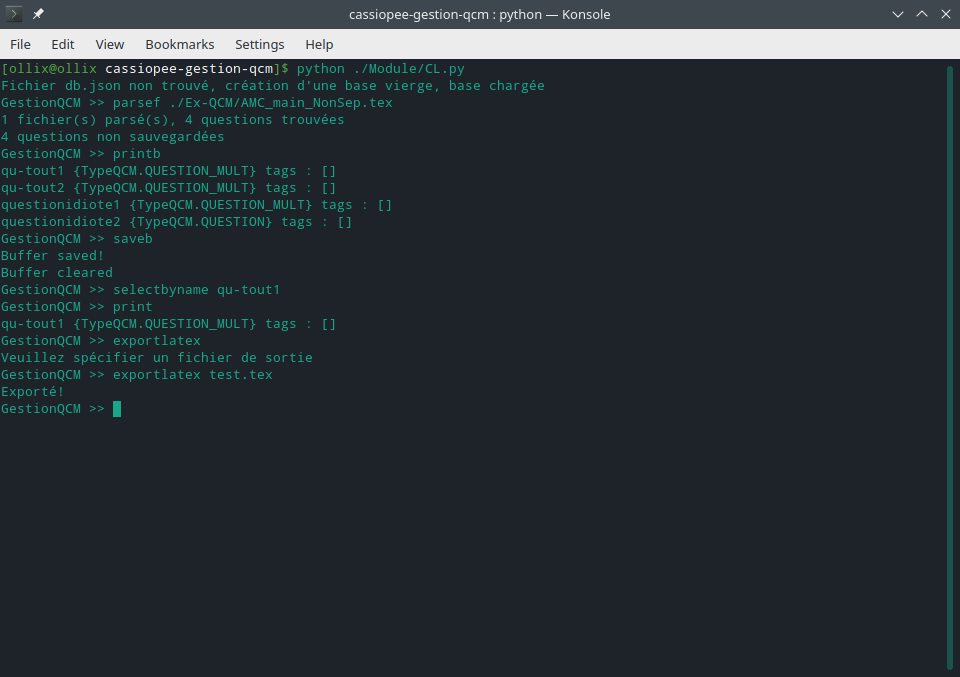 cassiopee-gestion-qcm : python — Konsole
File Edit View Bookmarks Settings Help
[ollix@ollix cassiopee-gestion-qcm]$ python ./Module/CL.py
Fichier db.json non trouvé, création d'une base vierge, base chargée
GestionQCM >> parsef ./Ex-QCM/AMC_main_NonSep.tex
1 fichier(s) parsé(s), 4 questions trouvées
4 questions non sauvegardées
GestionQCM >> printb
qu-tout1 {TypeQCM.QUESTION_MULT} tags : []
qu-tout2 {TypeQCM.QUESTION_MULT} tags : []
questionidiote1 {TypeQCM.QUESTION_MULT} tags : []
questionidiote2 {TypeQCM.QUESTION} tags : []
GestionQCM >> saveb
Buffer saved!
Buffer cleared
GestionQCM >> selectbyname qu-tout1
GestionQCM >> print
qu-tout1 {TypeQCM.QUESTION_MULT} tags : []
GestionQCM >> exportlatex
Veuillez spécifier un fichier de sortie
GestionQCM >> exportlatex test.tex
Exporté!
GestionQCM >>